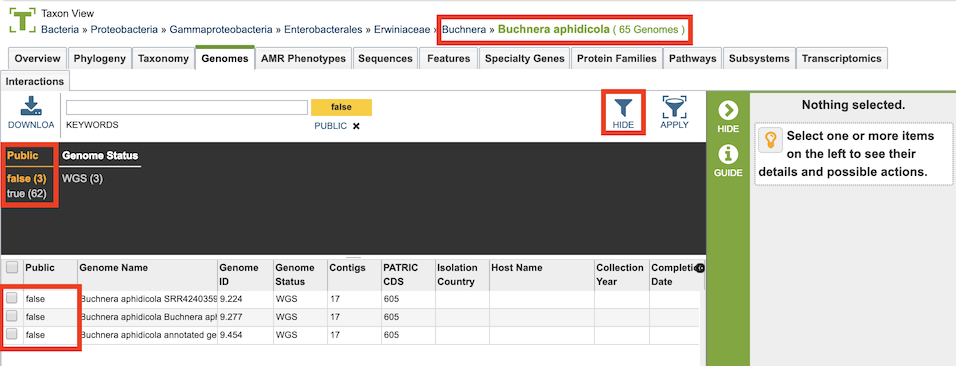 Taxon View
Bacteria » Proteobacteria » Gammaproteobacteria » Enterobacterales » Erwiniaceae » Buchnera » Buchnera aphidicola ( 65 Genomes )
Overview Phylogeny Taxonomy Genomes AMR Phenotypes Sequences Features Specialty Genes Protein Families Pathways Subsystems Transcriptomics
Interactions
false
DOWNLOA KEYWORDS PUBLIC ✖ HIDE APPLY
Public Genome Status
false (3) WGS (3)
true (62)
Public Genome Name Genome ID Genome Status Contigs PATRIC CDS Isolation Country Host Name Collection Year Completi Date
false Buchnera aphidicola SRR4240359 9.224 WGS 17 605
false Buchnera aphidicola Buchnera aph 9.277 WGS 17 605
false Buchnera aphidicola annotated ge 9.454 WGS 17 605
HIDE
GUIDE
Nothing selected.
Select one or more items
on the left to see their
details and possible actions.